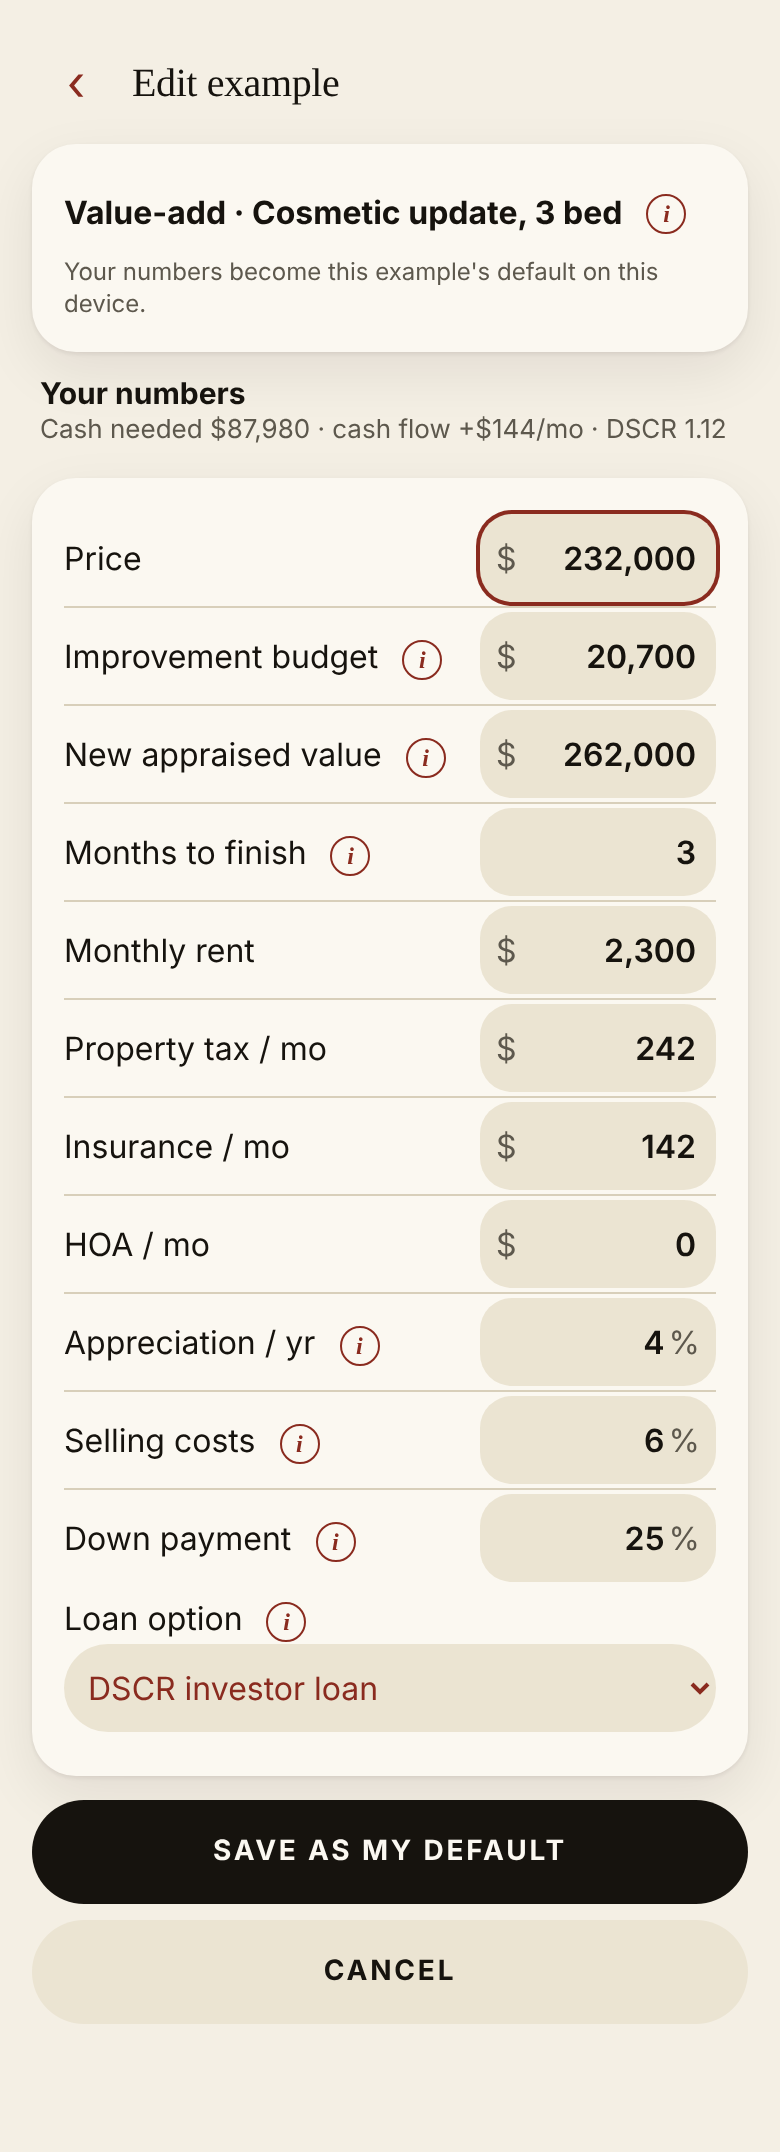 ‹ Edit example
Value-add · Cosmetic update, 3 bed i
Your numbers become this example's default on this
device.
Your numbers
Cash needed $87,980 · cash flow +$144/mo · DSCR 1.12
Price $ 232,000
Improvement budget i $ 20,700
New appraised value i $ 262,000
Months to finish i 3
Monthly rent $ 2,300
Property tax / mo $ 242
Insurance / mo $ 142
HOA / mo $ 0
Appreciation / yr i 4 %
Selling costs i 6 %
Down payment i 25 %
Loan option i
DSCR investor loan
SAVE AS MY DEFAULT
CANCEL